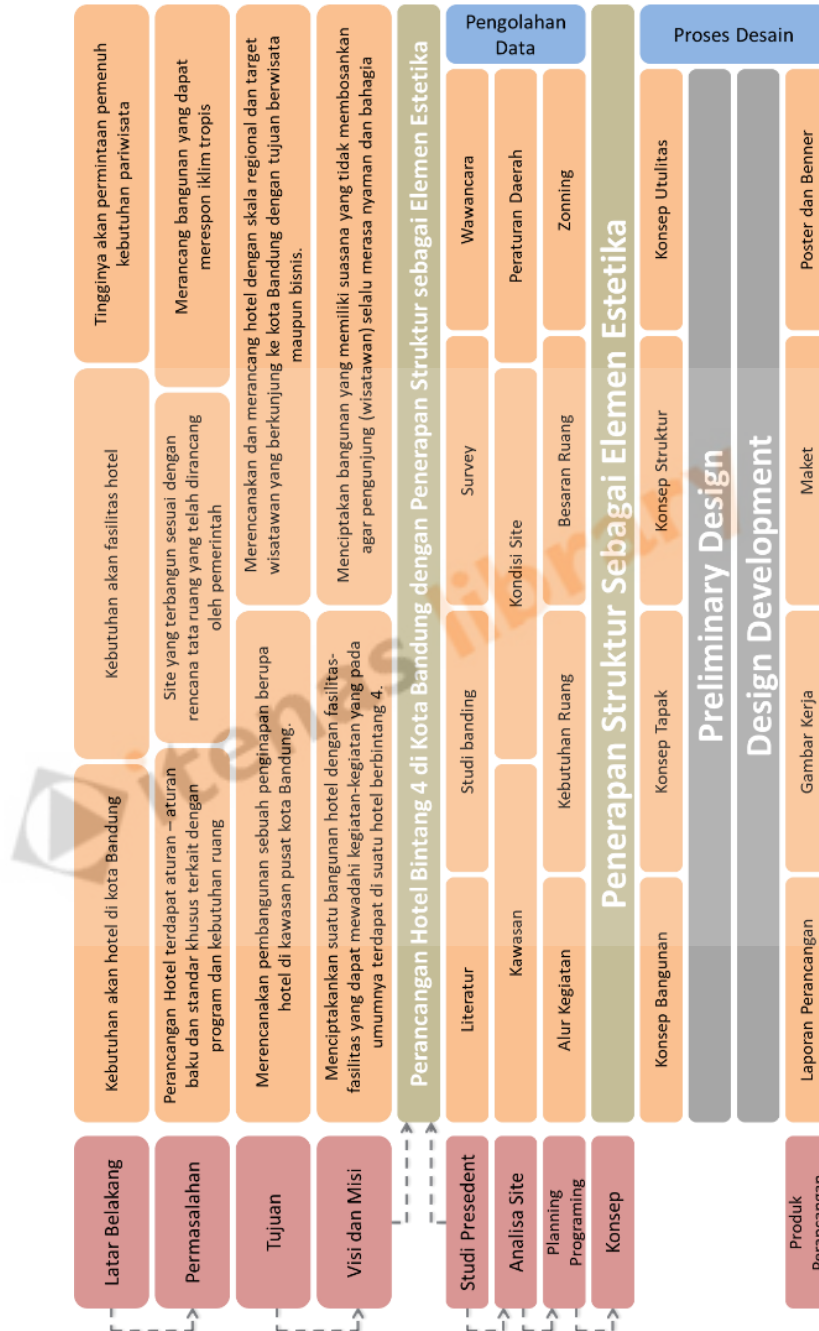 Latar Belakang
Kebutuhan akan hotel di kota Bandung
Kebutuhan akan fasilitas hotel
Tingginya akan permintaan pemenuh
kebutuhan pariwisata
Permasalahan
Perancangan Hotel terdapat aturan – aturan
baku dan standar khusus terkait dengan
program dan kebutuhan ruang
Site yang terbangun sesuai dengan
rencana tata ruang yang telah dirancang
oleh pemerintah
Merancang bangunan yang dapat
merespon iklim tropis
Tujuan
Merencanakan pembangunan sebuah penginapan berupa
hotel di kawasan pusat kota Bandung.
Merencanakan dan merancang hotel dengan skala regional dan target
wisatawan yang berkunjung ke kota Bandung dengan tujuan berwisata
maupun bisnis.
Visi dan Misi
Menciptakankan suatu bangunan hotel dengan fasilitas-
fasilitas yang dapat mewadahi kegiatan-kegiatan yang pada
umumnya terdapat di suatu hotel berbintang 4.
Menciptakan bangunan yang memiliki suasana yang tidak membosankan
agar pengunjung (wisatawan) selalu merasa nyaman dan bahagia
Perancangan Hotel Bintang 4 di Kota Bandung dengan Penerapan Struktur sebagai Elemen Estetika
Studi Presedent
Literatur
Studi banding
Survey
Wawancara
Pengolahan
Data
Analisa Site
Kawasan
Kondisi Site
Peraturan Daerah
Planning
Programing
Alur Kegiatan
Kebutuhan Ruang
Besaran Ruang
Zonning
Konsep
Penerapan Struktur Sebagai Elemen Estetika
Konsep Bangunan
Konsep Tapak
Konsep Struktur
Konsep Utulitas
Proses Desain
Preliminary Design
Design Development
Produk
Perancangan
Laporan Perancangan
Gambar Kerja
Maket
Poster dan Benner
itenas library